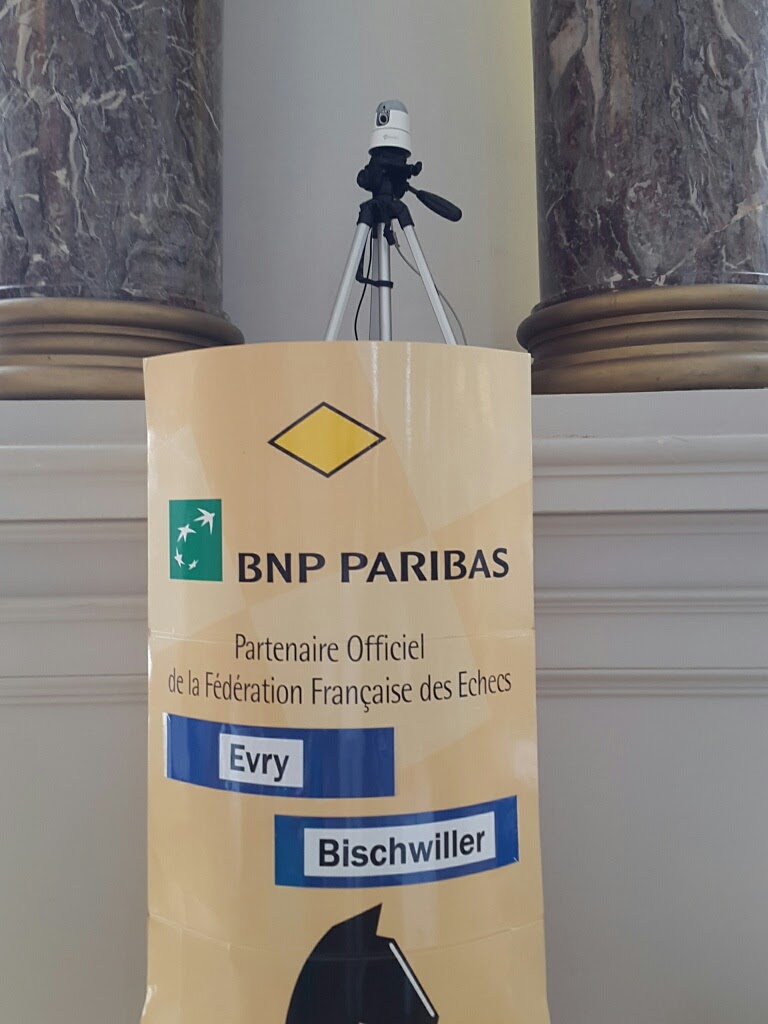 BNP PARIBAS
Partenaire Officiel
de la Fédération Française des Echecs
Evry
Bischwiller